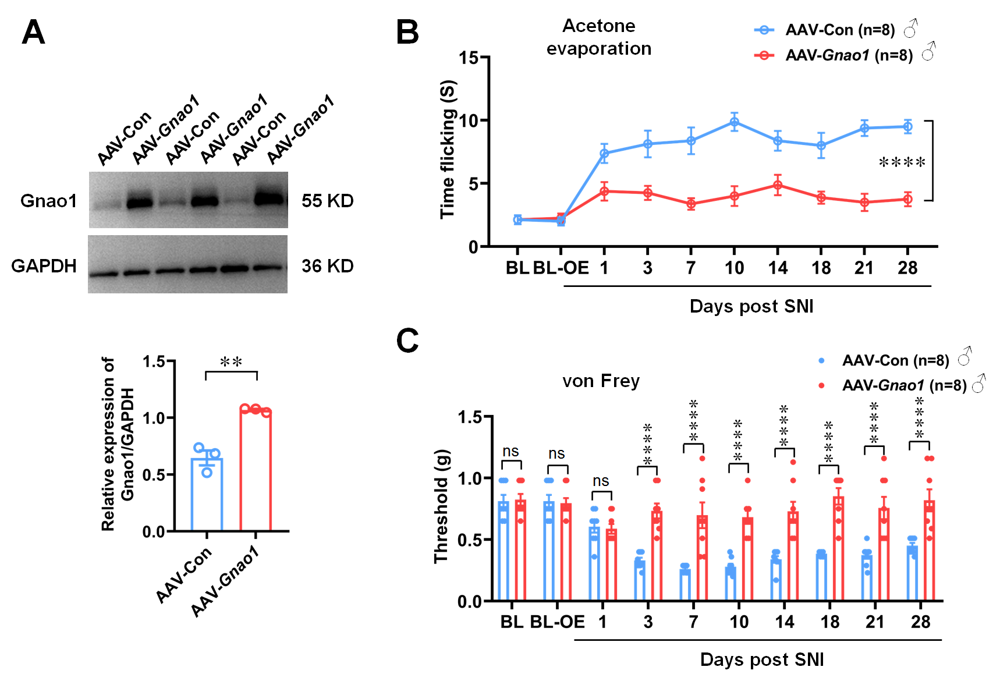 A
AAV-Con
AAV-Gnao1
AAV-Con
AAV-Gnao1
AAV-Con
AAV-Gnao1
Gnao1
55 KD
GAPDH
36 KD
Relative expression of
Gnao1/GAPDH
1.5
1.0
0.5
0.0
**
AAV-Con
AAV-Gnao1
B
Acetone
evaporation
AAV-Con (n=8) ♂
AAV-Gnao1 (n=8) ♂
Time flicking (S)
15
10
5
0
****
BL BL-OE 1 3 7 10 14 18 21 28
Days post SNI
C
von Frey
AAV-Con (n=8) ♂
AAV-Gnao1 (n=8) ♂
Threshold (g)
1.5
1.0
0.5
0.0
ns ns ns **** **** **** **** **** **** ****
BL BL-OE 1 3 7 10 14 18 21 28
Days post SNI